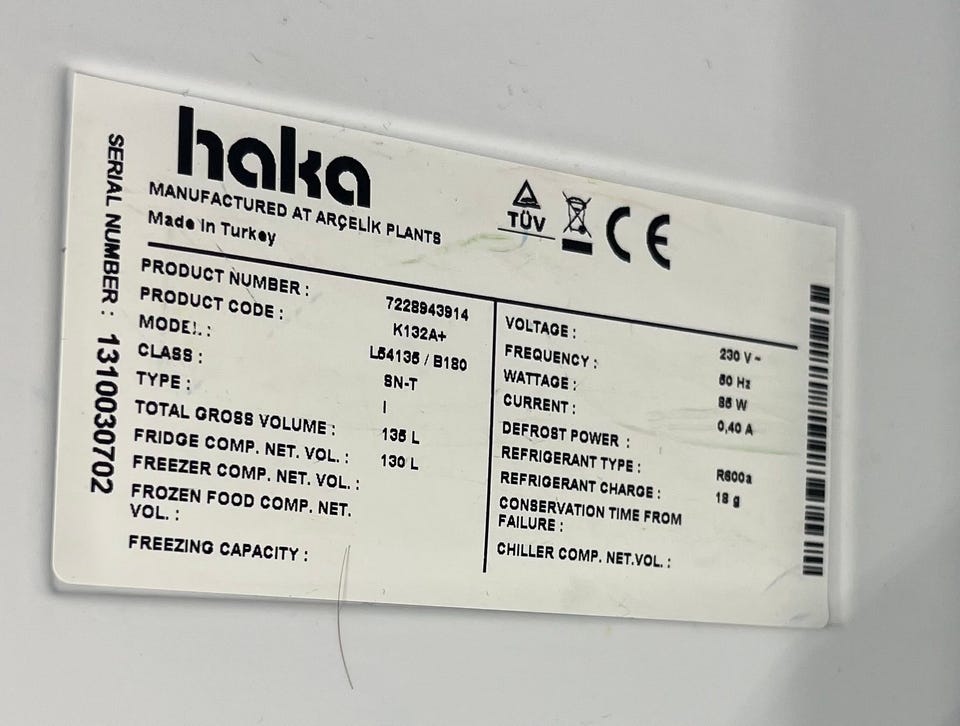 haka
MANUFACTURED AT ARÇELİK PLANTS
Made in Turkey
TÜV
CE
SERIAL NUMBER : 1310030702
PRODUCT NUMBER : 7228943914
PRODUCT CODE : K132A+
MODEL : L54135 / B180
CLASS : SN-T
TYPE : I
TOTAL GROSS VOLUME : 135 L
FRIDGE COMP. NET. VOL. : 130 L
FREEZER COMP. NET. VOL. :
FROZEN FOOD COMP. NET.
VOL. :
FREEZING CAPACITY :
VOLTAGE : 230 V ~
FREQUENCY : 50 Hz
WATTAGE : 85 W
CURRENT : 0,40 A
DEFROST POWER :
REFRIGERANT TYPE : R600a
REFRIGERANT CHARGE : 18 g
CONSERVATION TIME FROM
FAILURE :
CHILLER COMP. NET.VOL. :